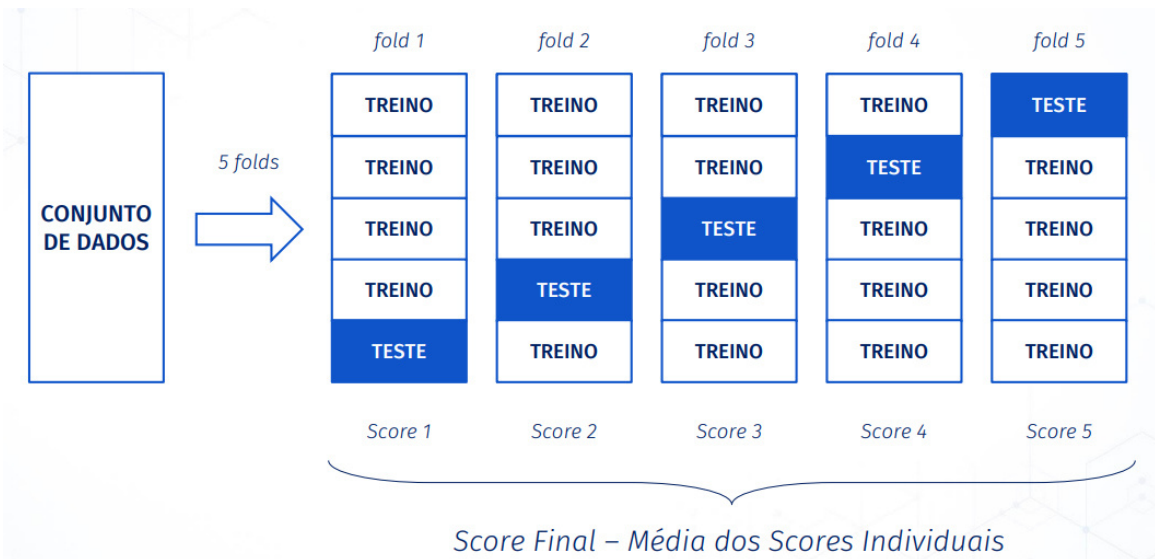 fold 1 fold 2 fold 3 fold 4 fold 5
TREINO TREINO TREINO TREINO TESTE
5 folds
TREINO TREINO TREINO TESTE TREINO
CONJUNTO
DE DADOS
TREINO TREINO TESTE TREINO TREINO
TREINO TESTE TREINO TREINO TREINO
TESTE TREINO TREINO TREINO TREINO
Score 1 Score 2 Score 3 Score 4 Score 5
Score Final – Média dos Scores Individuais